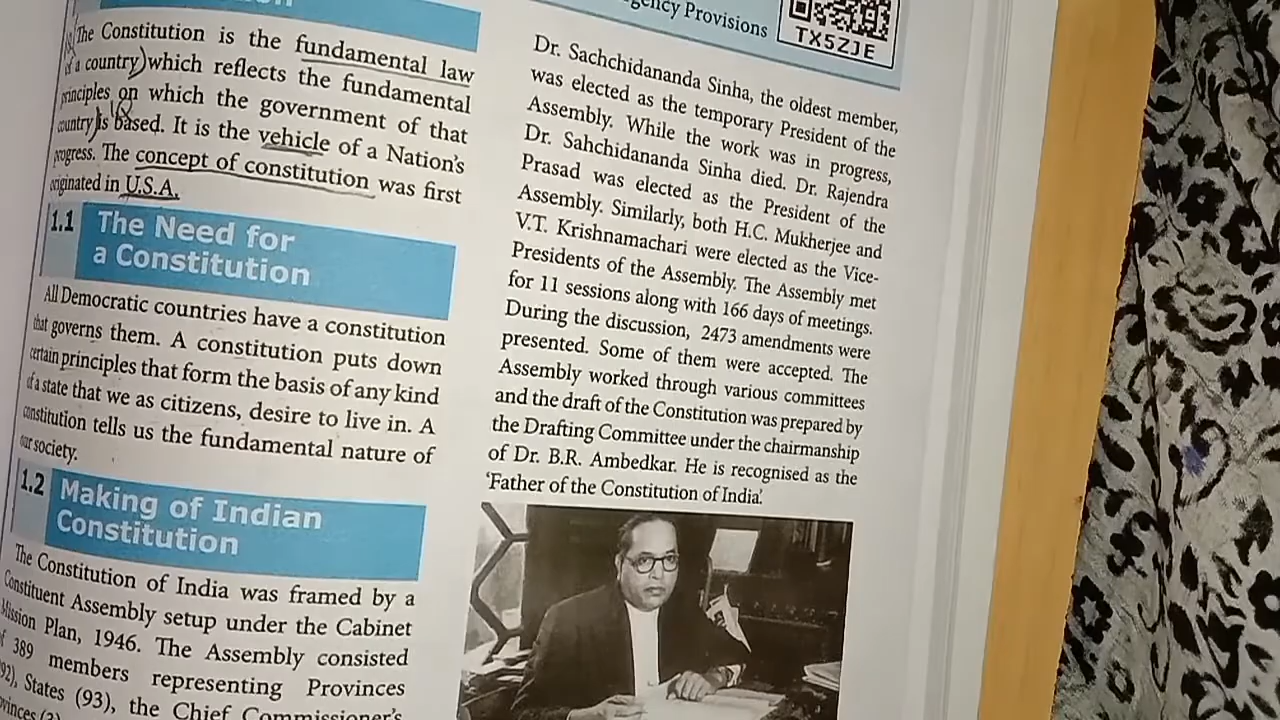 The Constitution is the fundamental law
of a country) which reflects the fundamental
principles on which the government of that
country) is based. It is the vehicle of a Nation's
progress. The concept of constitution was first
originated in U.S.A.
1.1 The Need for
a Constitution
All Democratic countries have a constitution
that governs them. A constitution puts down
certain principles that form the basis of any kind
of a state that we as citizens, desire to live in. A
constitution tells us the fundamental nature of
our society.
1.2 Making of Indian
Constitution
The Constitution of India was framed by a
Constituent Assembly setup under the Cabinet
Mission Plan, 1946. The Assembly consisted
of 389 members representing Provinces
92), States (93), the Chief Commissioner's
Provisions
TX5ZJE
Dr. Sachchidananda Sinha, the oldest member,
was elected as the temporary President of the
Assembly. While the work was in progress,
Dr. Sahchidananda Sinha died. Dr. Rajendra
Prasad was elected as the President of the
Assembly. Similarly, both H.C. Mukherjee and
V.T. Krishnamachari were elected as the Vice-
Presidents of the Assembly. The Assembly met
for 11 sessions along with 166 days of meetings.
During the discussion, 2473 amendments were
presented. Some of them were accepted. The
Assembly worked through various committees
and the draft of the Constitution was prepared by
the Drafting Committee under the chairmanship
of Dr. B.R. Ambedkar. He is recognised as the
‘Father of the Constitution of India’.